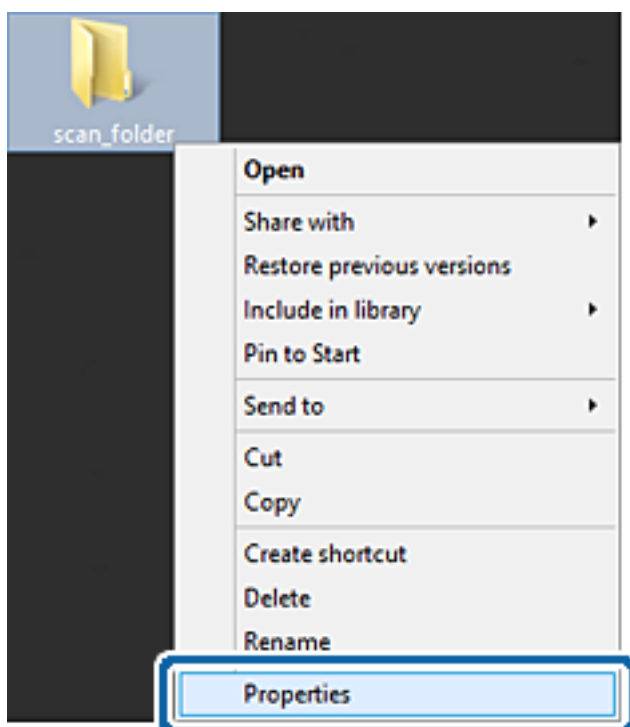 scan_folder
Open
Share with
Restore previous versions
Include in library
Pin to Start
Send to
Cut
Copy
Create shortcut
Delete
Rename
Properties